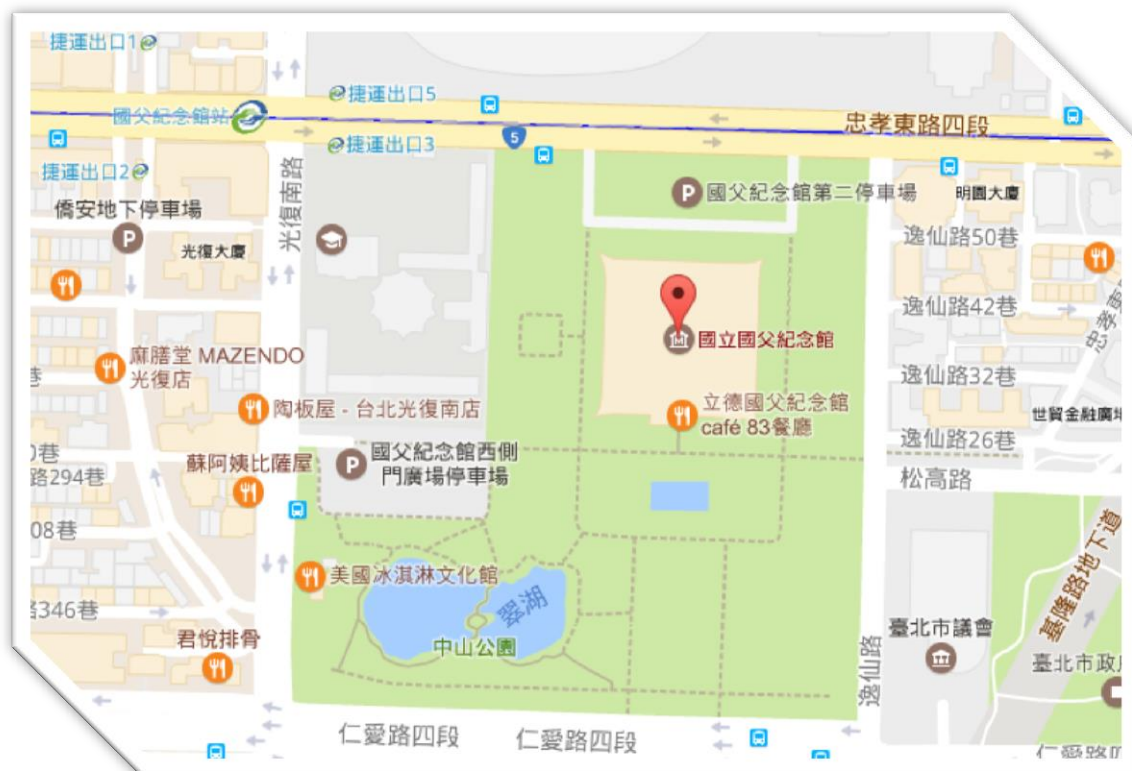 捷運出口1
捷運出口5
國父紀念館站
5
忠孝東路四段
捷運出口3
捷運出口2
光復南路
P
國父紀念館第二停車場
明園大廈
僑安地下停車場
P
光復大廈
逸仙路50巷
逸仙路42巷
國立國父紀念館
麻膳堂 MAZENDO
光復店
逸仙路32巷
陶板屋 - 台北光復南店
立德國父紀念館
café 83餐廳
世貿金融廣場
逸仙路26巷
蘇阿姨比薩屋
P
國父紀念館西側
門廣場停車場
0巷
路294巷
松高路
08巷
基隆路地下道
美國冰淇淋文化館
翠湖
路346巷
中山公園
君悅排骨
逸仙路
臺北市議會
臺北市政府
仁愛路四段
仁愛路四段
仁愛路四